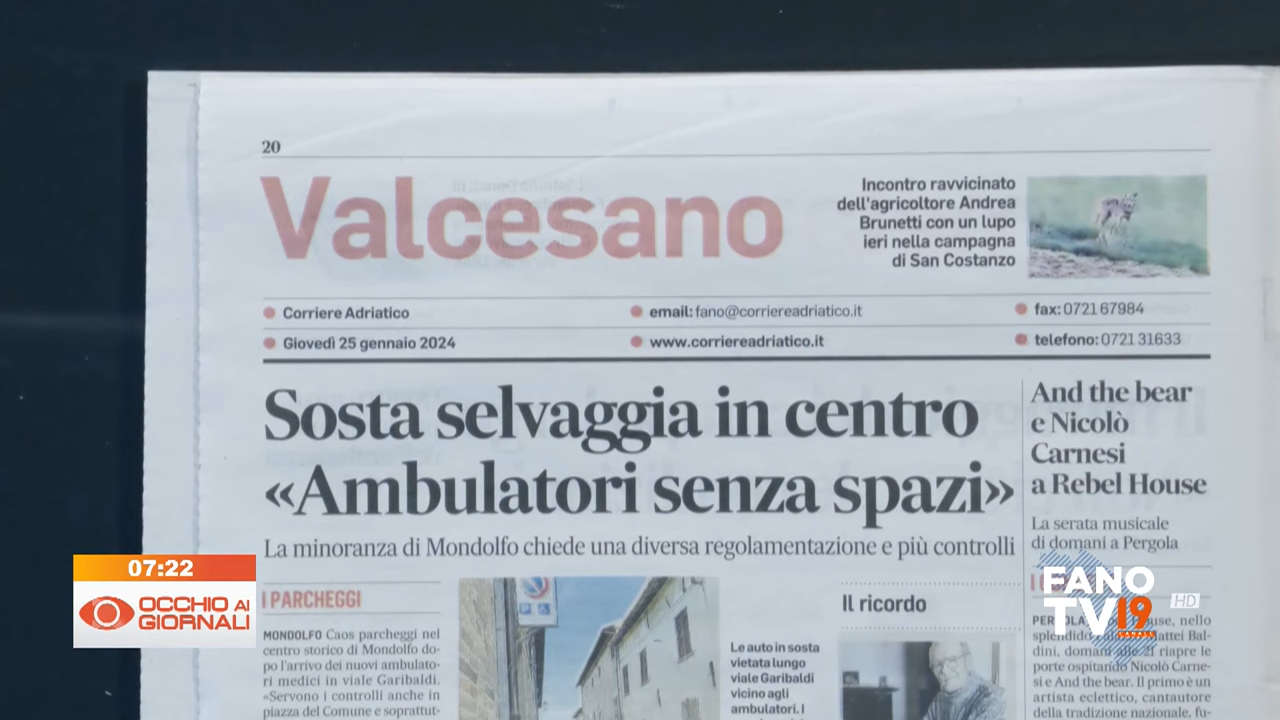 20
Valcesano
Incontro ravvicinato
dell'agricoltore Andrea
Brunetti con un lupo
ieri nella campagna
di San Costanzo
Corriere Adriatico
email: fano@corriereadriatico.it
fax: 0721 67984
Giovedì 25 gennaio 2024
www.corriereadriatico.it
telefono: 0721 31633
Sosta selvaggia in centro
«Ambulatori senza spazi»
La minoranza di Mondolfo chiede una diversa regolamentazione e più controlli
I PARCHEGGI
MONDOLFO Caos parcheggi nel
centro storico di Mondolfo do-
po l'arrivo dei nuovi ambulato-
ri medici in viale Garibaldi.
«Servono i controlli anche in
piazza del Comune e soprattut-
Le auto in sosta
vietata lungo
viale Garibaldi
vicino agli
ambulatori. I
Il ricordo
And the bear
e Nicolò
Carnesi
a Rebel House
La serata musicale
di domani a Pergola
nello
splendido
dini, riapre le
porte ospitando Nicolò Carne-
si e And the bear. Il primo è un
artista eclettico, cantautore
della tradizione nazionale, fu-
07:22
OCCHIO AI
GIORNALI
FANO
TV 19
HD